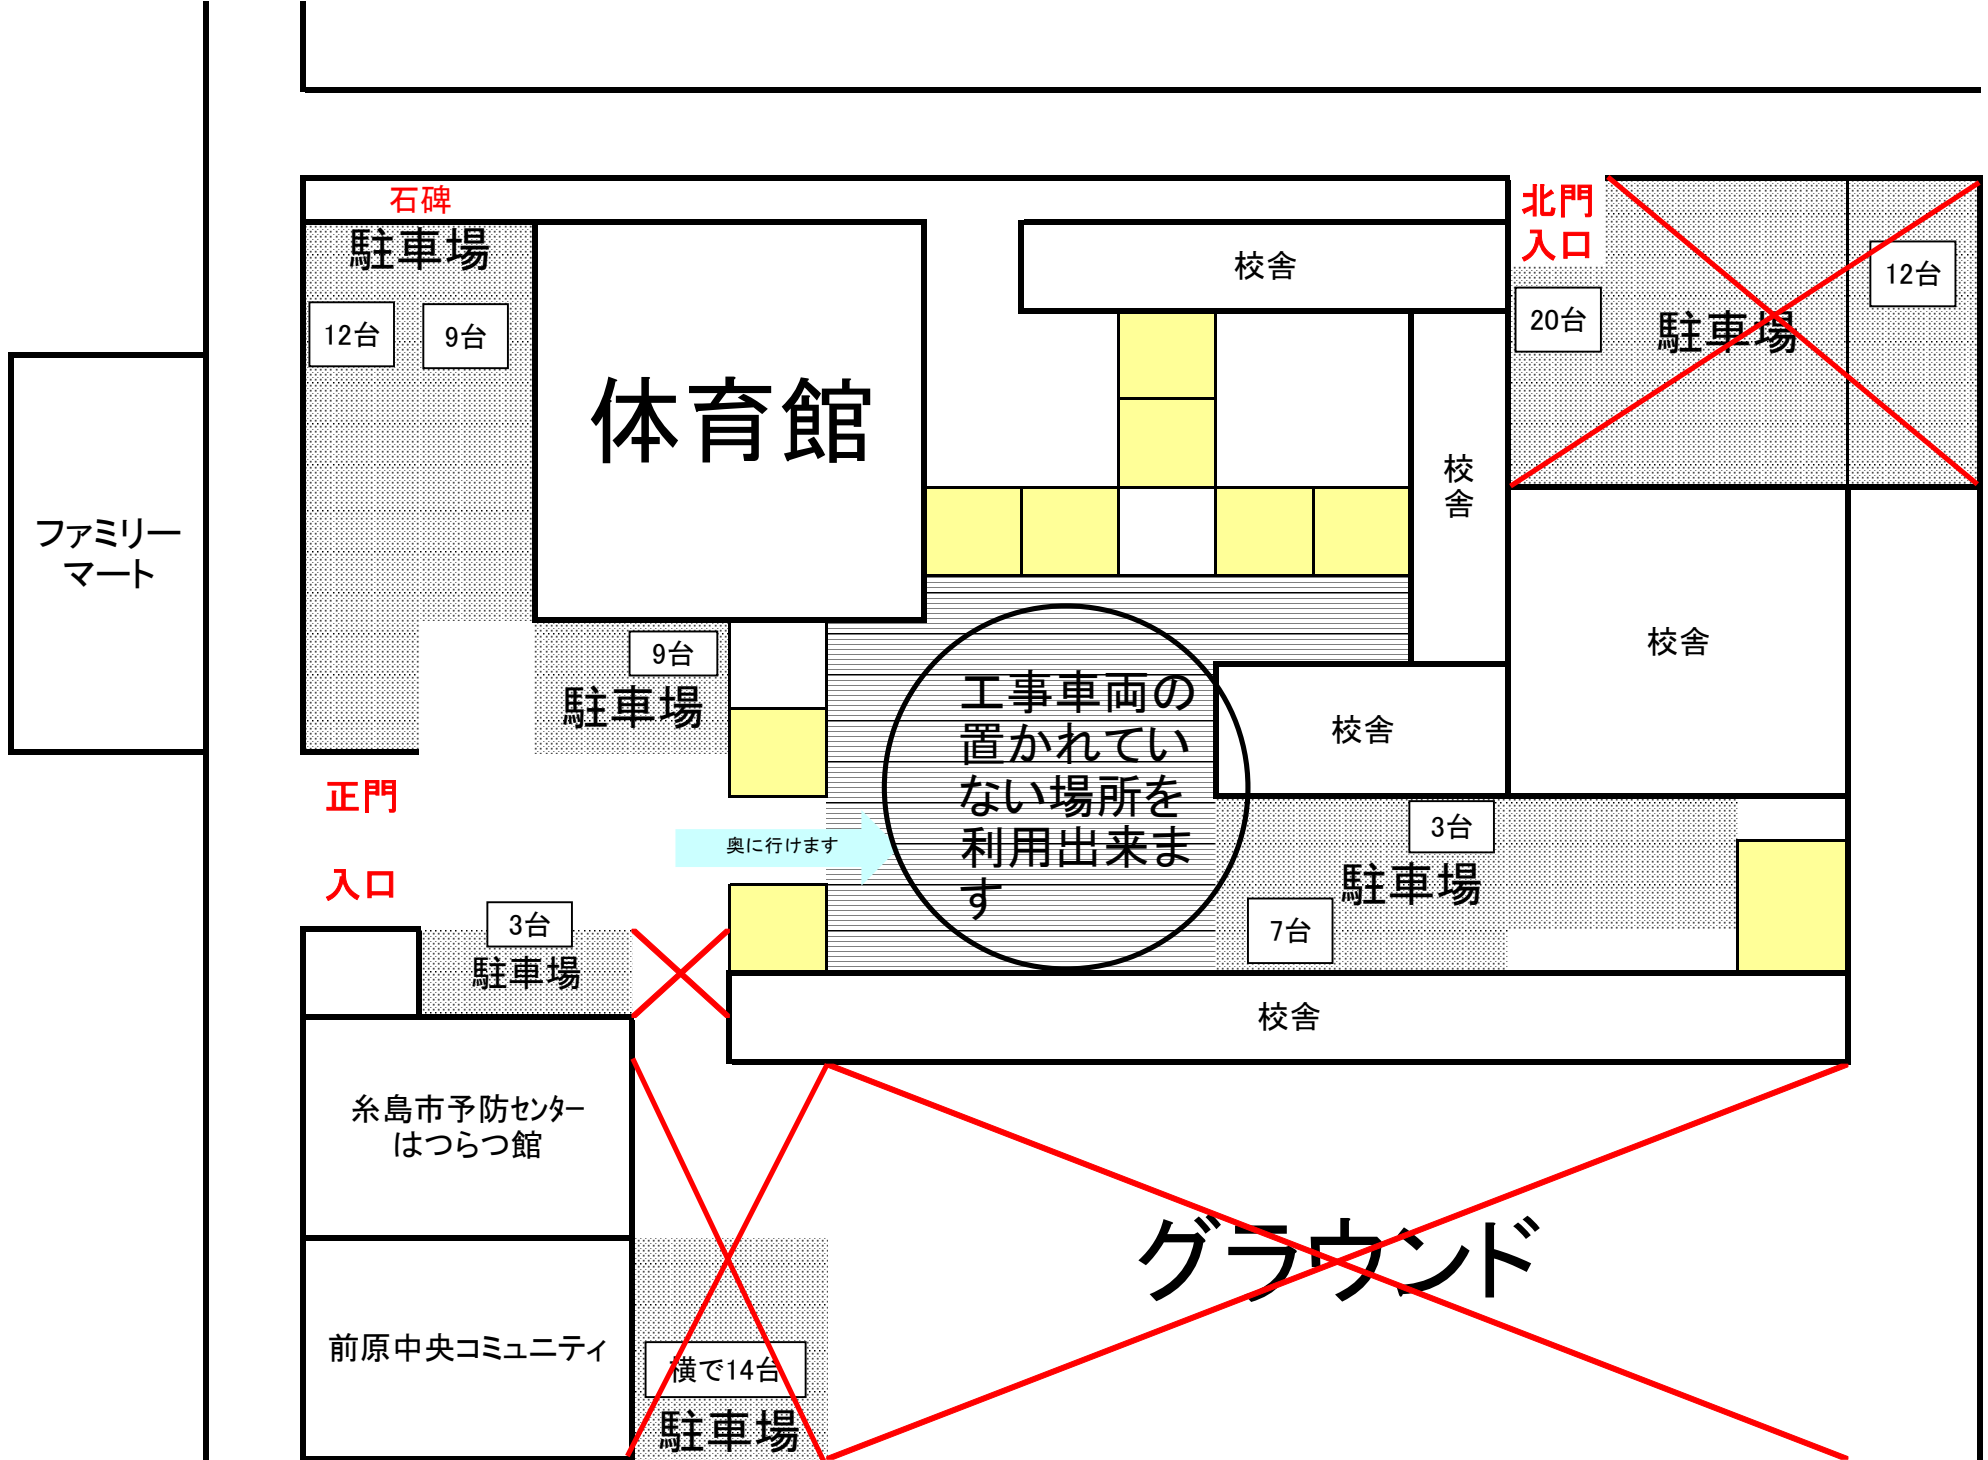 石碑
駐車場
12台
9台
体育館
校舎
北門
入口
20台
駐車場
12台
校
舎
ファミリー
マート
9台
駐車場
工事車両の
置かれてい
ない場所を
利用出来ま
す
校舎
校舎
正門
入口
奥に行けます
3台
駐車場
7台
3台
駐車場
校舎
糸島市予防センター
はつらつ館
グラウンド
前原中央コミュニティ
横で14台
駐車場